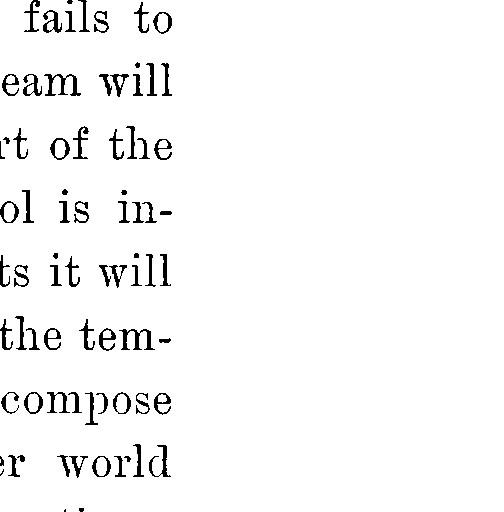 fails to
eam will
rt of the
ol is in-
ts it will
the tem-
compose
er world